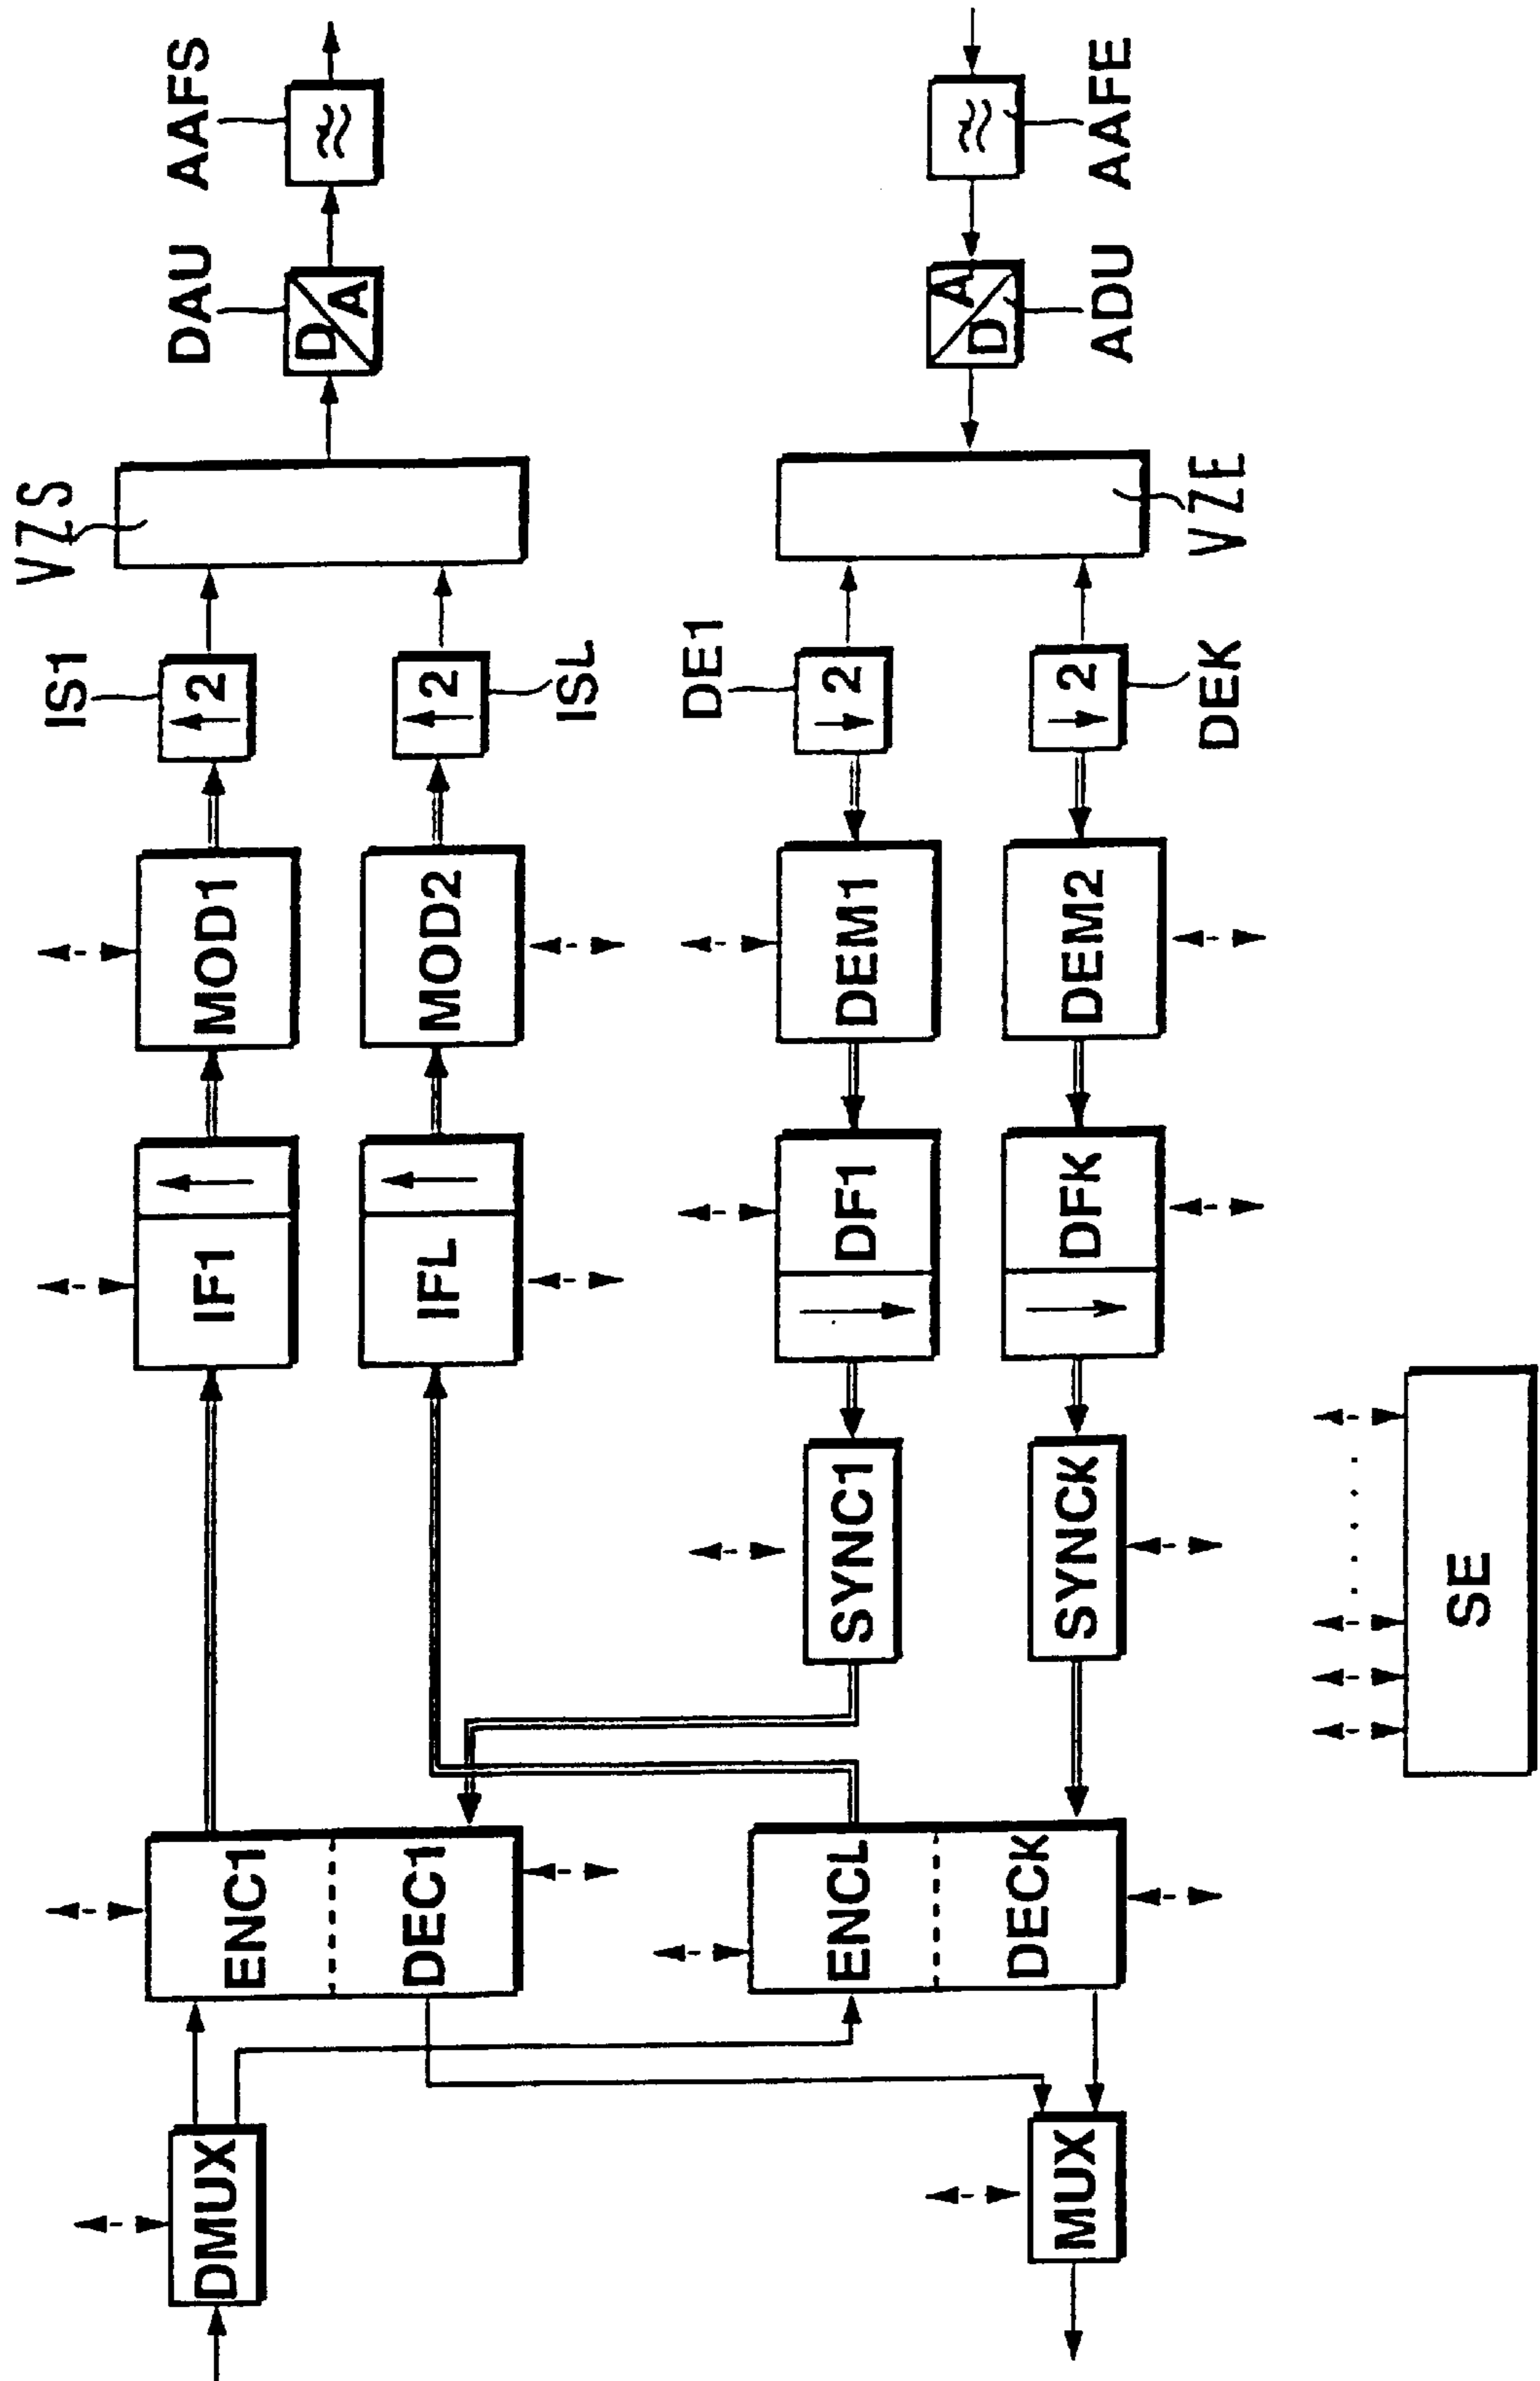 VZS
IS1
DAU
AAFS
DMUX
ENC1
IF1
MOD1
2
D
A
DEC1
IFL
MOD2
2
ISL
DE1
ENCL
SYNC1
DF1
DEM1
2
A
D
DECK
SYNCK
DFK
DEM2
2
MUX
DEK
VZE
ADU
AAFE
SE